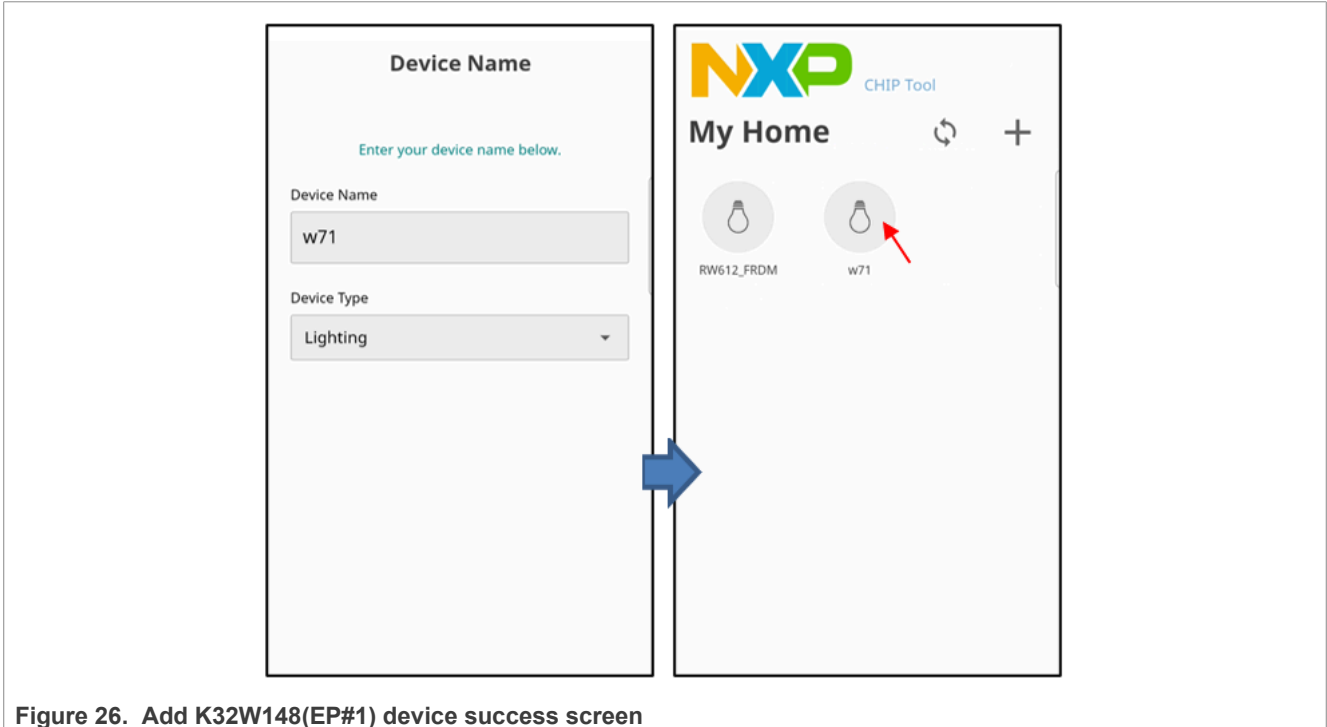 Device Name
Enter your device name below.
Device Name
w71
Device Type
Lighting
NXP CHIP Tool
My Home
RW612_FRDM w71
Figure 26. Add K32W148(EP#1) device success screen